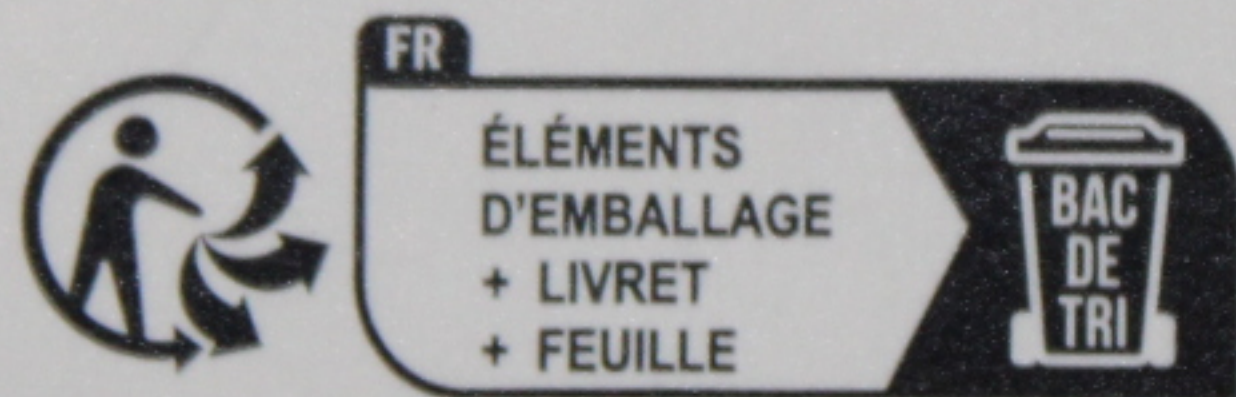 FR
ÉLÉMENTS
D'EMBALLAGE
+ LIVRET
+ FEUILLE
BAC
DE
TRI